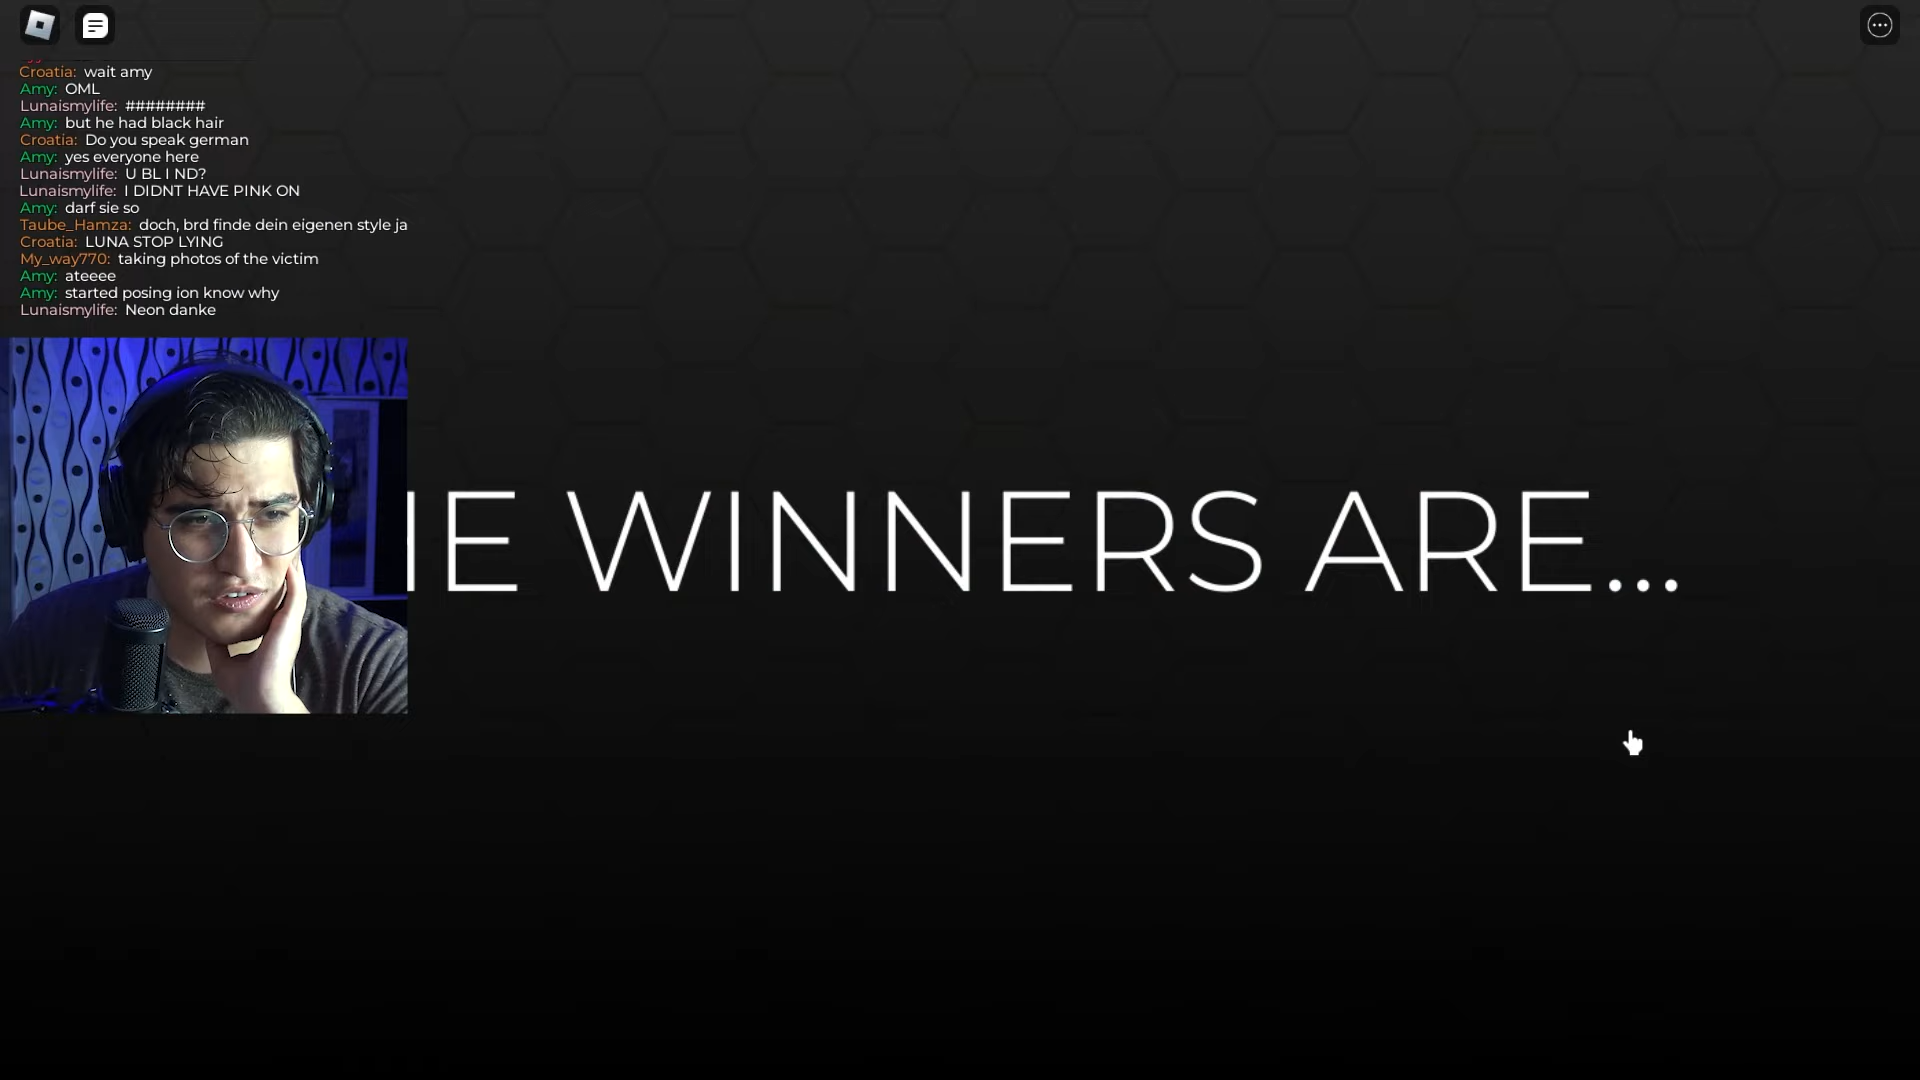 Croatia: wait amy
Amy: OML
Lunaismylife: ########
Amy: but he had black hair
Croatia: Do you speak german
Amy: yes everyone here
Lunaismylife: U BL I ND?
Lunaismylife: I DIDNT HAVE PINK ON
Amy: darf sie so
Taube_Hamza: doch, brd finde dein eigenen style ja
Croatia: LUNA STOP LYING
My_way770: taking photos of the victim
Amy: ateeee
Amy: started posing ion know why
Lunaismylife: Neon danke
WINNERS ARE...